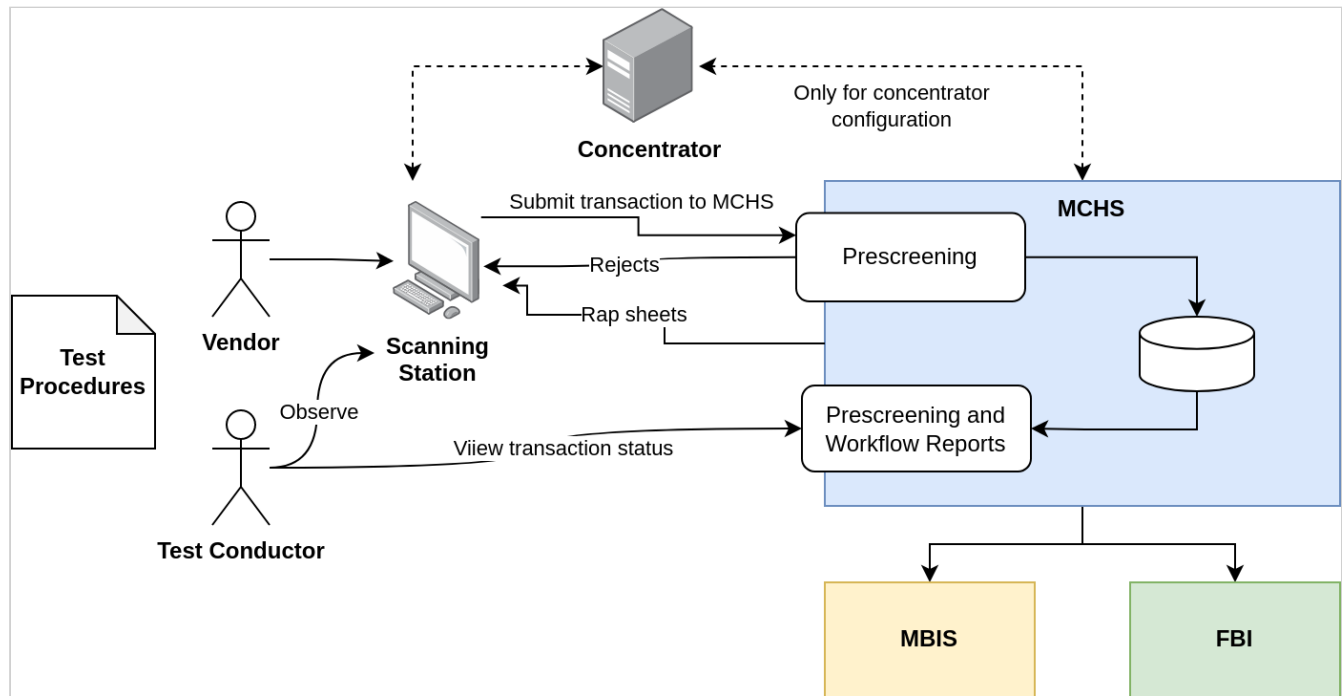 Only for concentrator
configuration
Concentrator
MCHS
Submit transaction to MCHS
Prescreening
Rejects
Rap sheets
Vendor
Scanning
Station
Test
Procedures
Observe
Prescreening and
Workflow Reports
Viiew transaction status
Test Conductor
MBIS
FBI